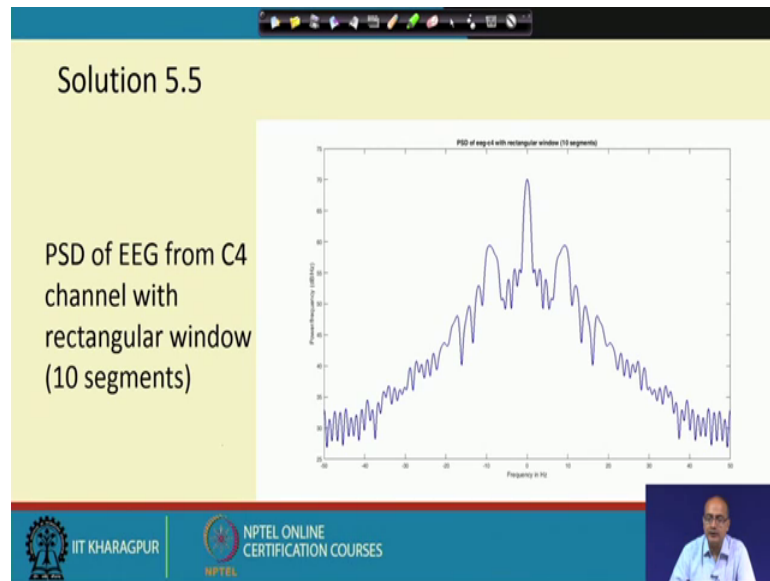 Solution 5.5
PSD of EEG from C4
channel with
rectangular window
(10 segments)
PSD of eeg-c4 with rectangular window (10 segments)
Power/frequency (dB/Hz)
75
70
65
60
55
50
45
40
35
30
25
-50 -40 -30 -20 -10 0 10 20 30 40 50
Frequency in Hz
IIT KHARAGPUR
NPTEL
NPTEL ONLINE
CERTIFICATION COURSES